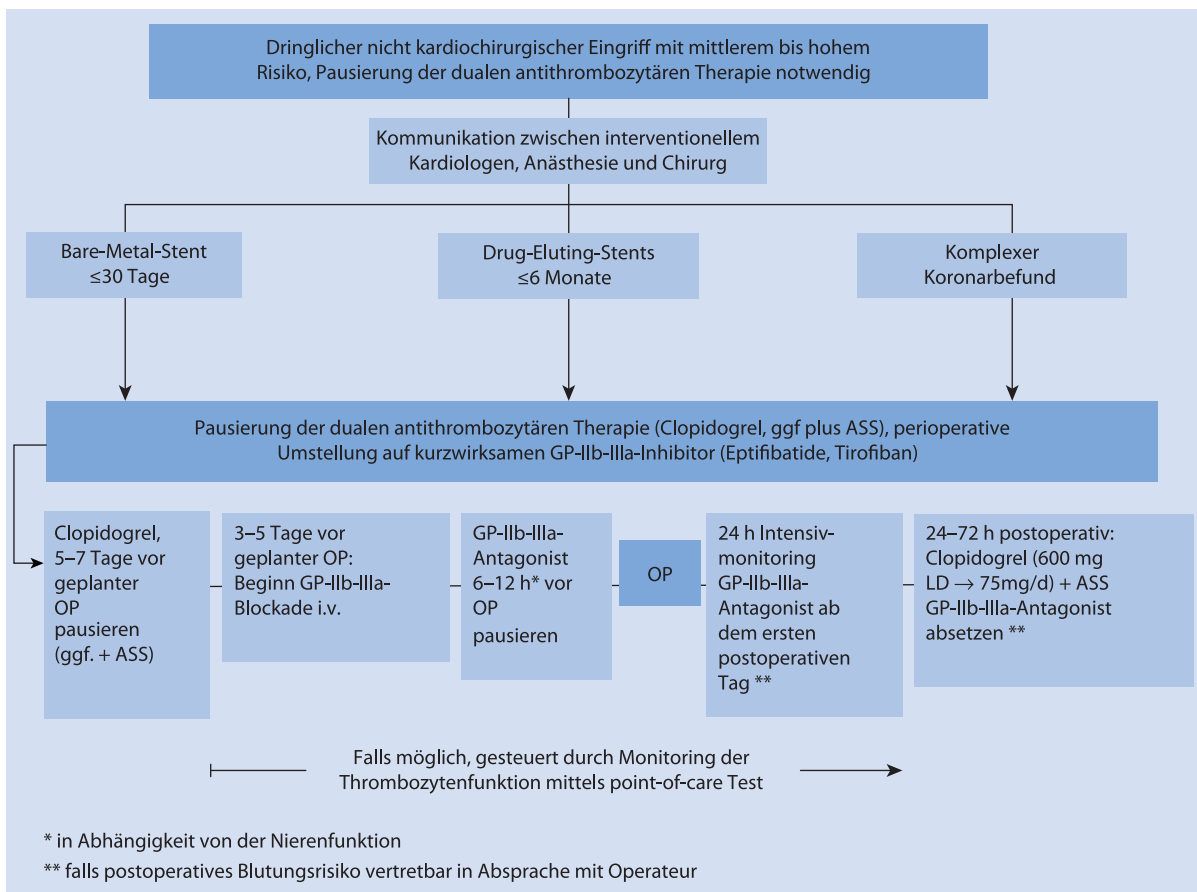 Dringlicher nicht kardiochirurgischer Eingriff mit mittlerem bis hohem
Risiko, Pausierung der dualen antithrombozytären Therapie notwendig
Kommunikation zwischen interventionellem
Kardiologen, Anästhesie und Chirurg
Bare-Metal-Stent
≤30 Tage
Drug-Eluting-Stents
≤6 Monate
Komplexer
Koronarbefund
Pausierung der dualen antithrombozytären Therapie (Clopidogrel, ggf plus ASS), perioperative
Umstellung auf kurzwirksamen GP-IIb-IIIa-Inhibitor (Eptifibatide, Tirofiban)
Clopidogrel,
5–7 Tage vor
geplanter
OP
pausieren
(ggf. + ASS)
3–5 Tage vor
geplanter OP:
Beginn GP-IIb-IIIa-
Blockade i.v.
GP-IIb-IIIa-
Antagonist
6–12 h* vor
OP
pausieren
OP
24 h Intensiv-
monitoring
GP-IIb-IIIa-
Antagonist ab
dem ersten
postoperativen
Tag **
24–72 h postoperativ:
Clopidogrel (600 mg
LD → 75mg/d) + ASS
GP-IIb-IIIa-Antagonist
absetzen **
Falls möglich, gesteuert durch Monitoring der
Thrombozytenfunktion mittels point-of-care Test
* in Abhängigkeit von der Nierenfunktion
** falls postoperatives Blutungsrisiko vertretbar in Absprache mit Operateur